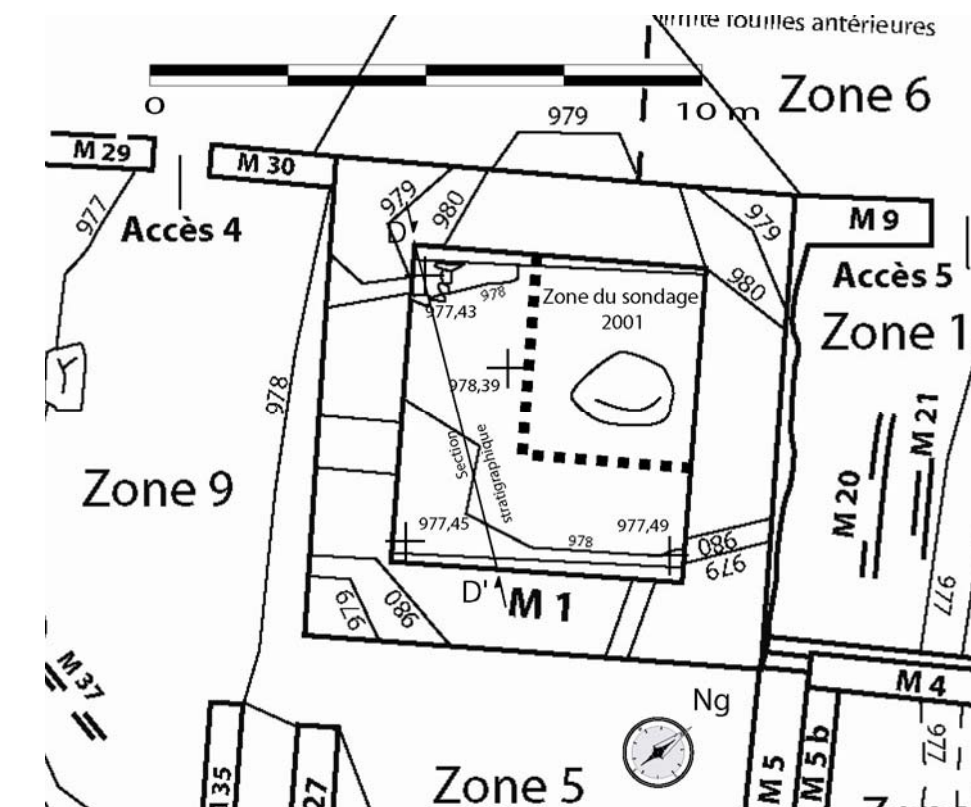 limite fouilles antérieures
Zone 6
0
10 m
979
M 29
M 30
977
Accès 4
979
980
979
M 9
D
980
Accès 5
978
977,43
Zone du sondage
2001
Zone 1
978,39
978
M 21
Section
stratigraphique
Zone 9
M 20
977,45
977,49
978
980
979
977
D'
M 1
979
980
M 37
M 4
Ng
977
M 5
M 5 b
35
27
Zone 5